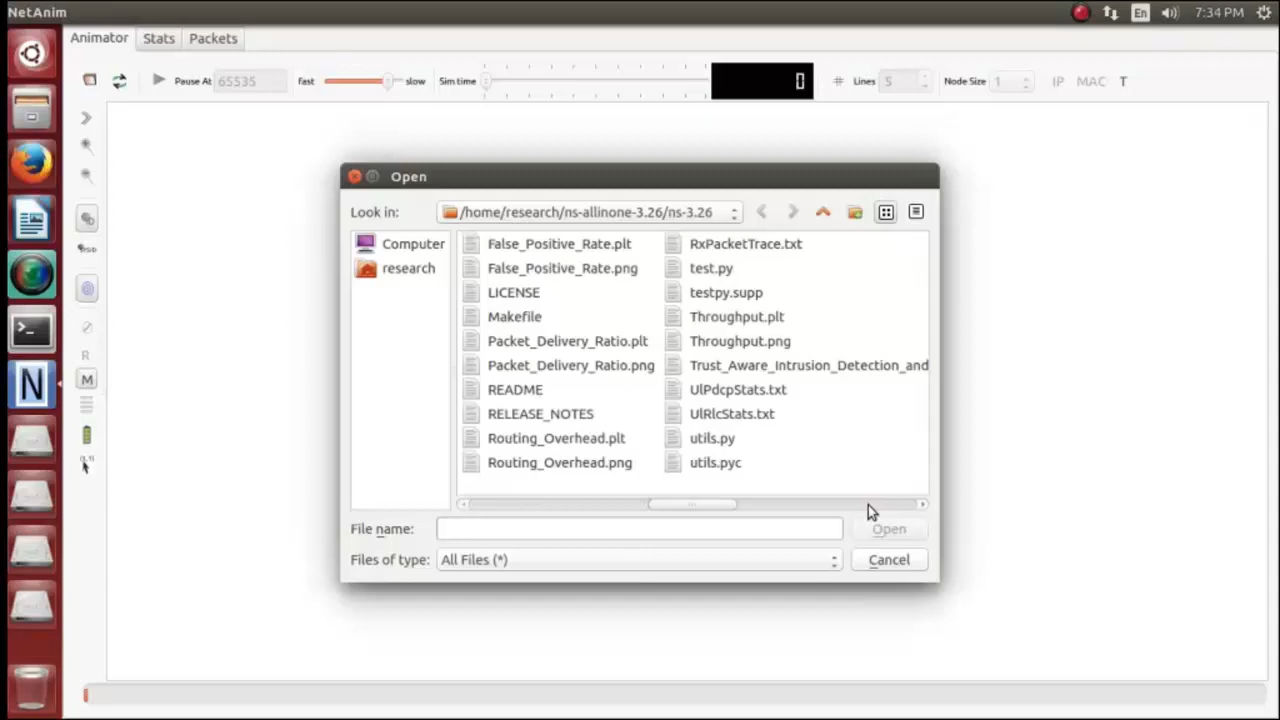 NetAnim
En
7:34 PM
Animator
Stats
Packets
Pause At
65535
fast
slow
Sim time
0
Lines
5
Node Size
1
IP
MAC
T
Open
Look in:
/home/research/ns-allinone-3.26/ns-3.26
Computer
research
False_Positive_Rate.plt
False_Positive_Rate.png
LICENSE
Makefile
Packet_Delivery_Ratio.plt
Packet_Delivery_Ratio.png
README
RELEASE_NOTES
Routing_Overhead.plt
Routing_Overhead.png
RxPacketTrace.txt
test.py
testpy.supp
Throughput.plt
Throughput.png
Trust_Aware_Intrusion_Detection_and
UlPdcpStats.txt
UlRlcStats.txt
utils.py
utils.pyc
R
M
N
File name:
Open
Files of type:
All Files (*)
Cancel